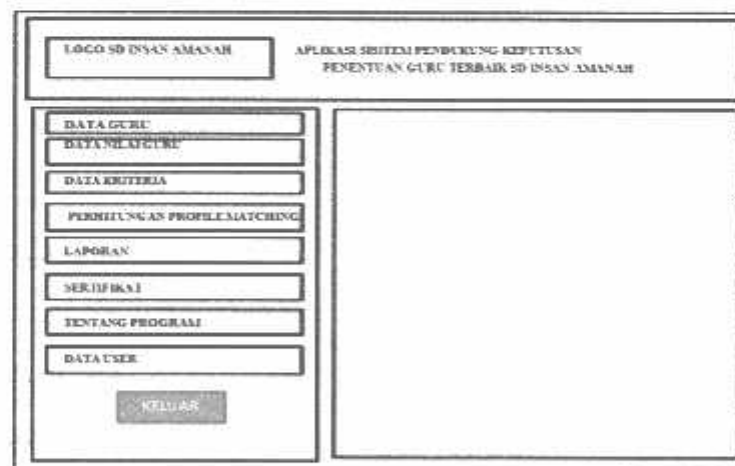 LOGO SD INSAN AMANAH
APLIKASI SISITEM PENDUKUNG KEPUTUSAN
PENENTUAN GURU TERBAIK SD INSAN AMANAH
DATA GURU
DATA NILAI GURU
DATA KRITERIA
PERHITUNGAN PROFILE MATCHING
LAPORAN
SERTIFIKAT
TENTANG PROGRAM
DATA USER
KELUAR